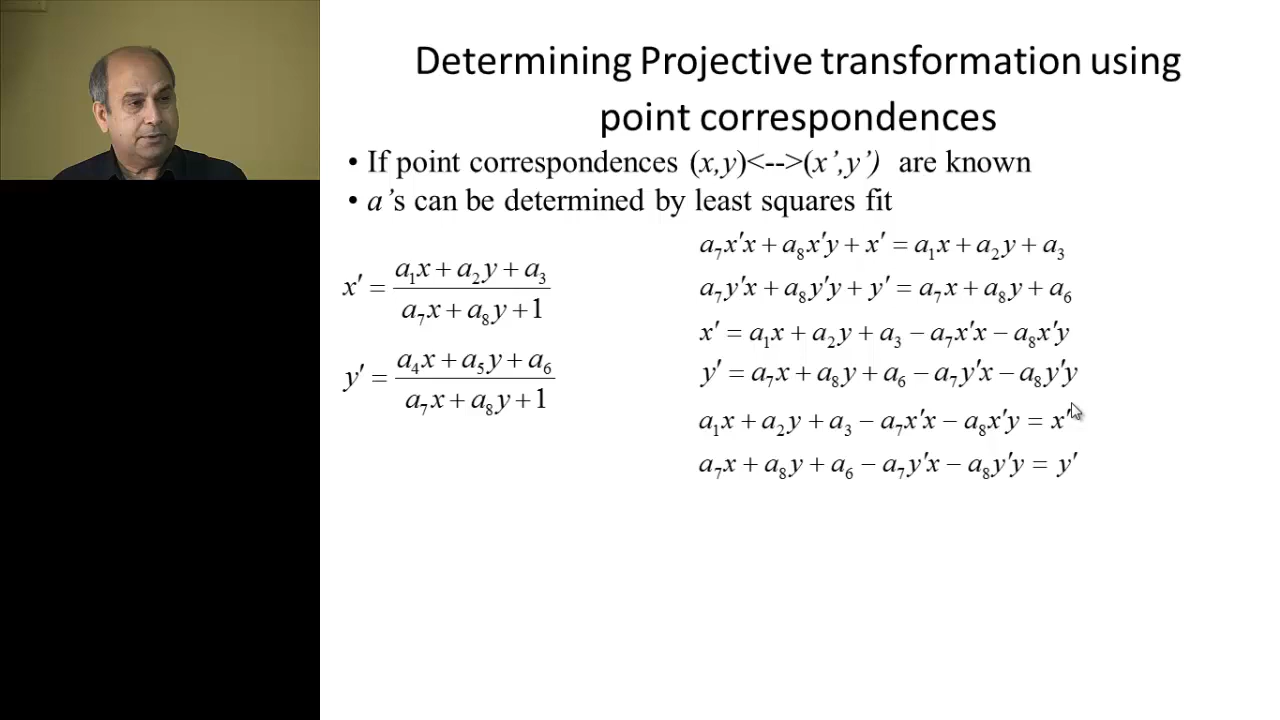 Determining Projective transformation using
point correspondences
• If point correspondences (x,y)<-->(x’,y’) are known
• a’s can be determined by least squares fit
x′ = (a₁x + a₂y + a₃) / (a₇x + a₈y + 1)
y′ = (a₄x + a₅y + a₆) / (a₇x + a₈y + 1)
a₇x′x + a₈x′y + x′ = a₁x + a₂y + a₃
a₇y′x + a₈y′y + y′ = a₇x + a₈y + a₆
x′ = a₁x + a₂y + a₃ − a₇x′x − a₈x′y
y′ = a₇x + a₈y + a₆ − a₇y′x − a₈y′y
a₁x + a₂y + a₃ − a₇x′x − a₈x′y = x′
a₇x + a₈y + a₆ − a₇y′x − a₈y′y = y′